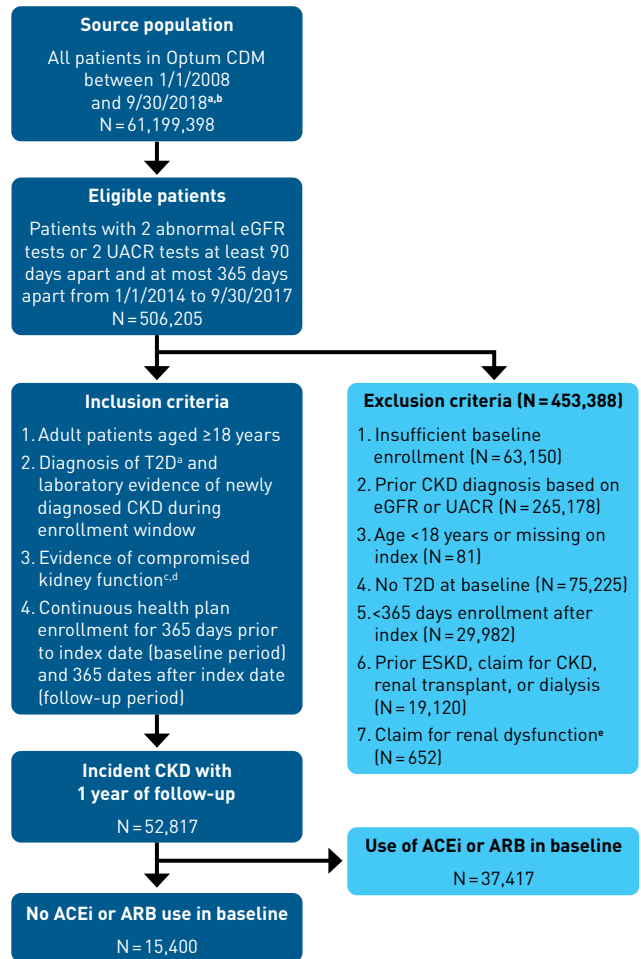 Source population
All patients in Optum CDM
between 1/1/2008
and 9/30/2018a,b
N = 61,199,398
Eligible patients
Patients with 2 abnormal eGFR
tests or 2 UACR tests at least 90
days apart and at most 365 days
apart from 1/1/2014 to 9/30/2017
N = 506,205
Inclusion criteria
1. Adult patients aged ≥18 years
2. Diagnosis of T2Da and
laboratory evidence of newly
diagnosed CKD during
enrollment window
3. Evidence of compromised
kidney functionc,d
4. Continuous health plan
enrollment for 365 days prior
to index date (baseline period)
and 365 dates after index date
(follow-up period)
Exclusion criteria (N = 453,388)
1. Insufficient baseline
enrollment (N = 63,150)
2. Prior CKD diagnosis based on
eGFR or UACR (N = 265,178)
3. Age <18 years or missing on
index (N = 81)
4. No T2D at baseline (N = 75,225)
5. <365 days enrollment after
index (N = 29,982)
6. Prior ESKD, claim for CKD,
renal transplant, or dialysis
(N = 19,120)
7. Claim for renal dysfunctione
(N = 652)
Incident CKD with
1 year of follow-up
N = 52,817
Use of ACEi or ARB in baseline
N = 37,417
No ACEi or ARB use in baseline
N = 15,400